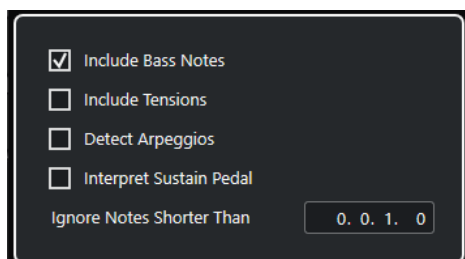 Include Bass Notes
Include Tensions
Detect Arpeggios
Interpret Sustain Pedal
Ignore Notes Shorter Than 0. 0. 1. 0